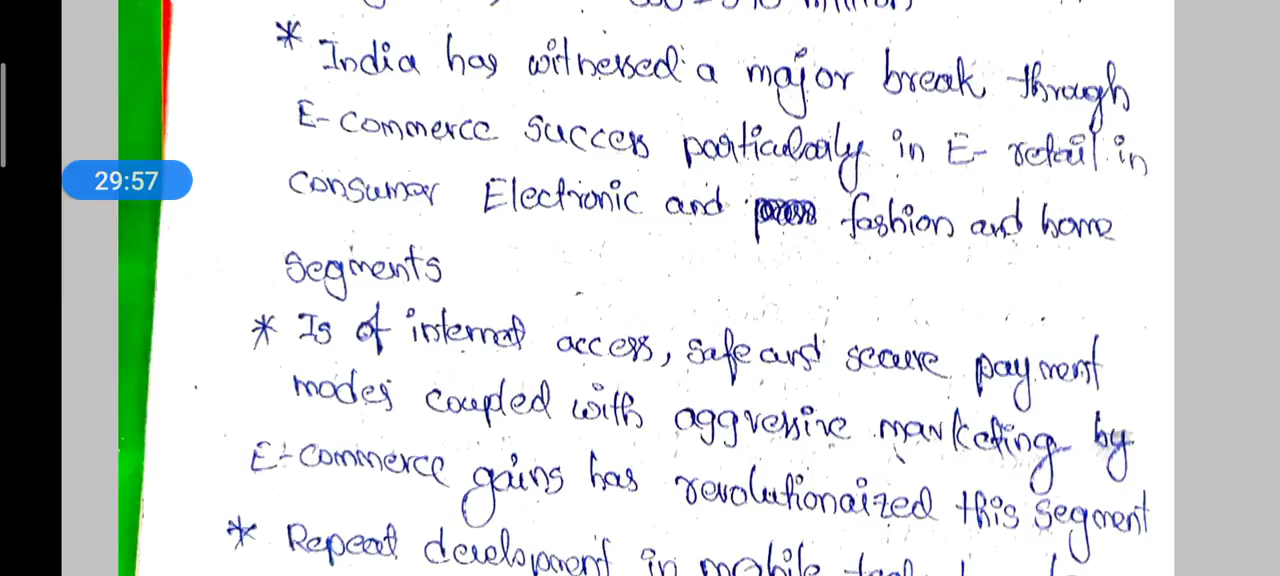 * India has witnessed a major break through
E-commerce success particularly in E- retail in
consumer Electronic and fashion and home
segments
* Is of internet access, safe and secure payment
modes coupled with aggressive marketing by
E-commerce gains has revolutionaized this segment
* Repeat development in mobile
29:57